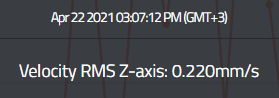 Apr 22 2021 03:07:12 PM (GMT+3)
Velocity RMS Z-axis: 0.220mm/s